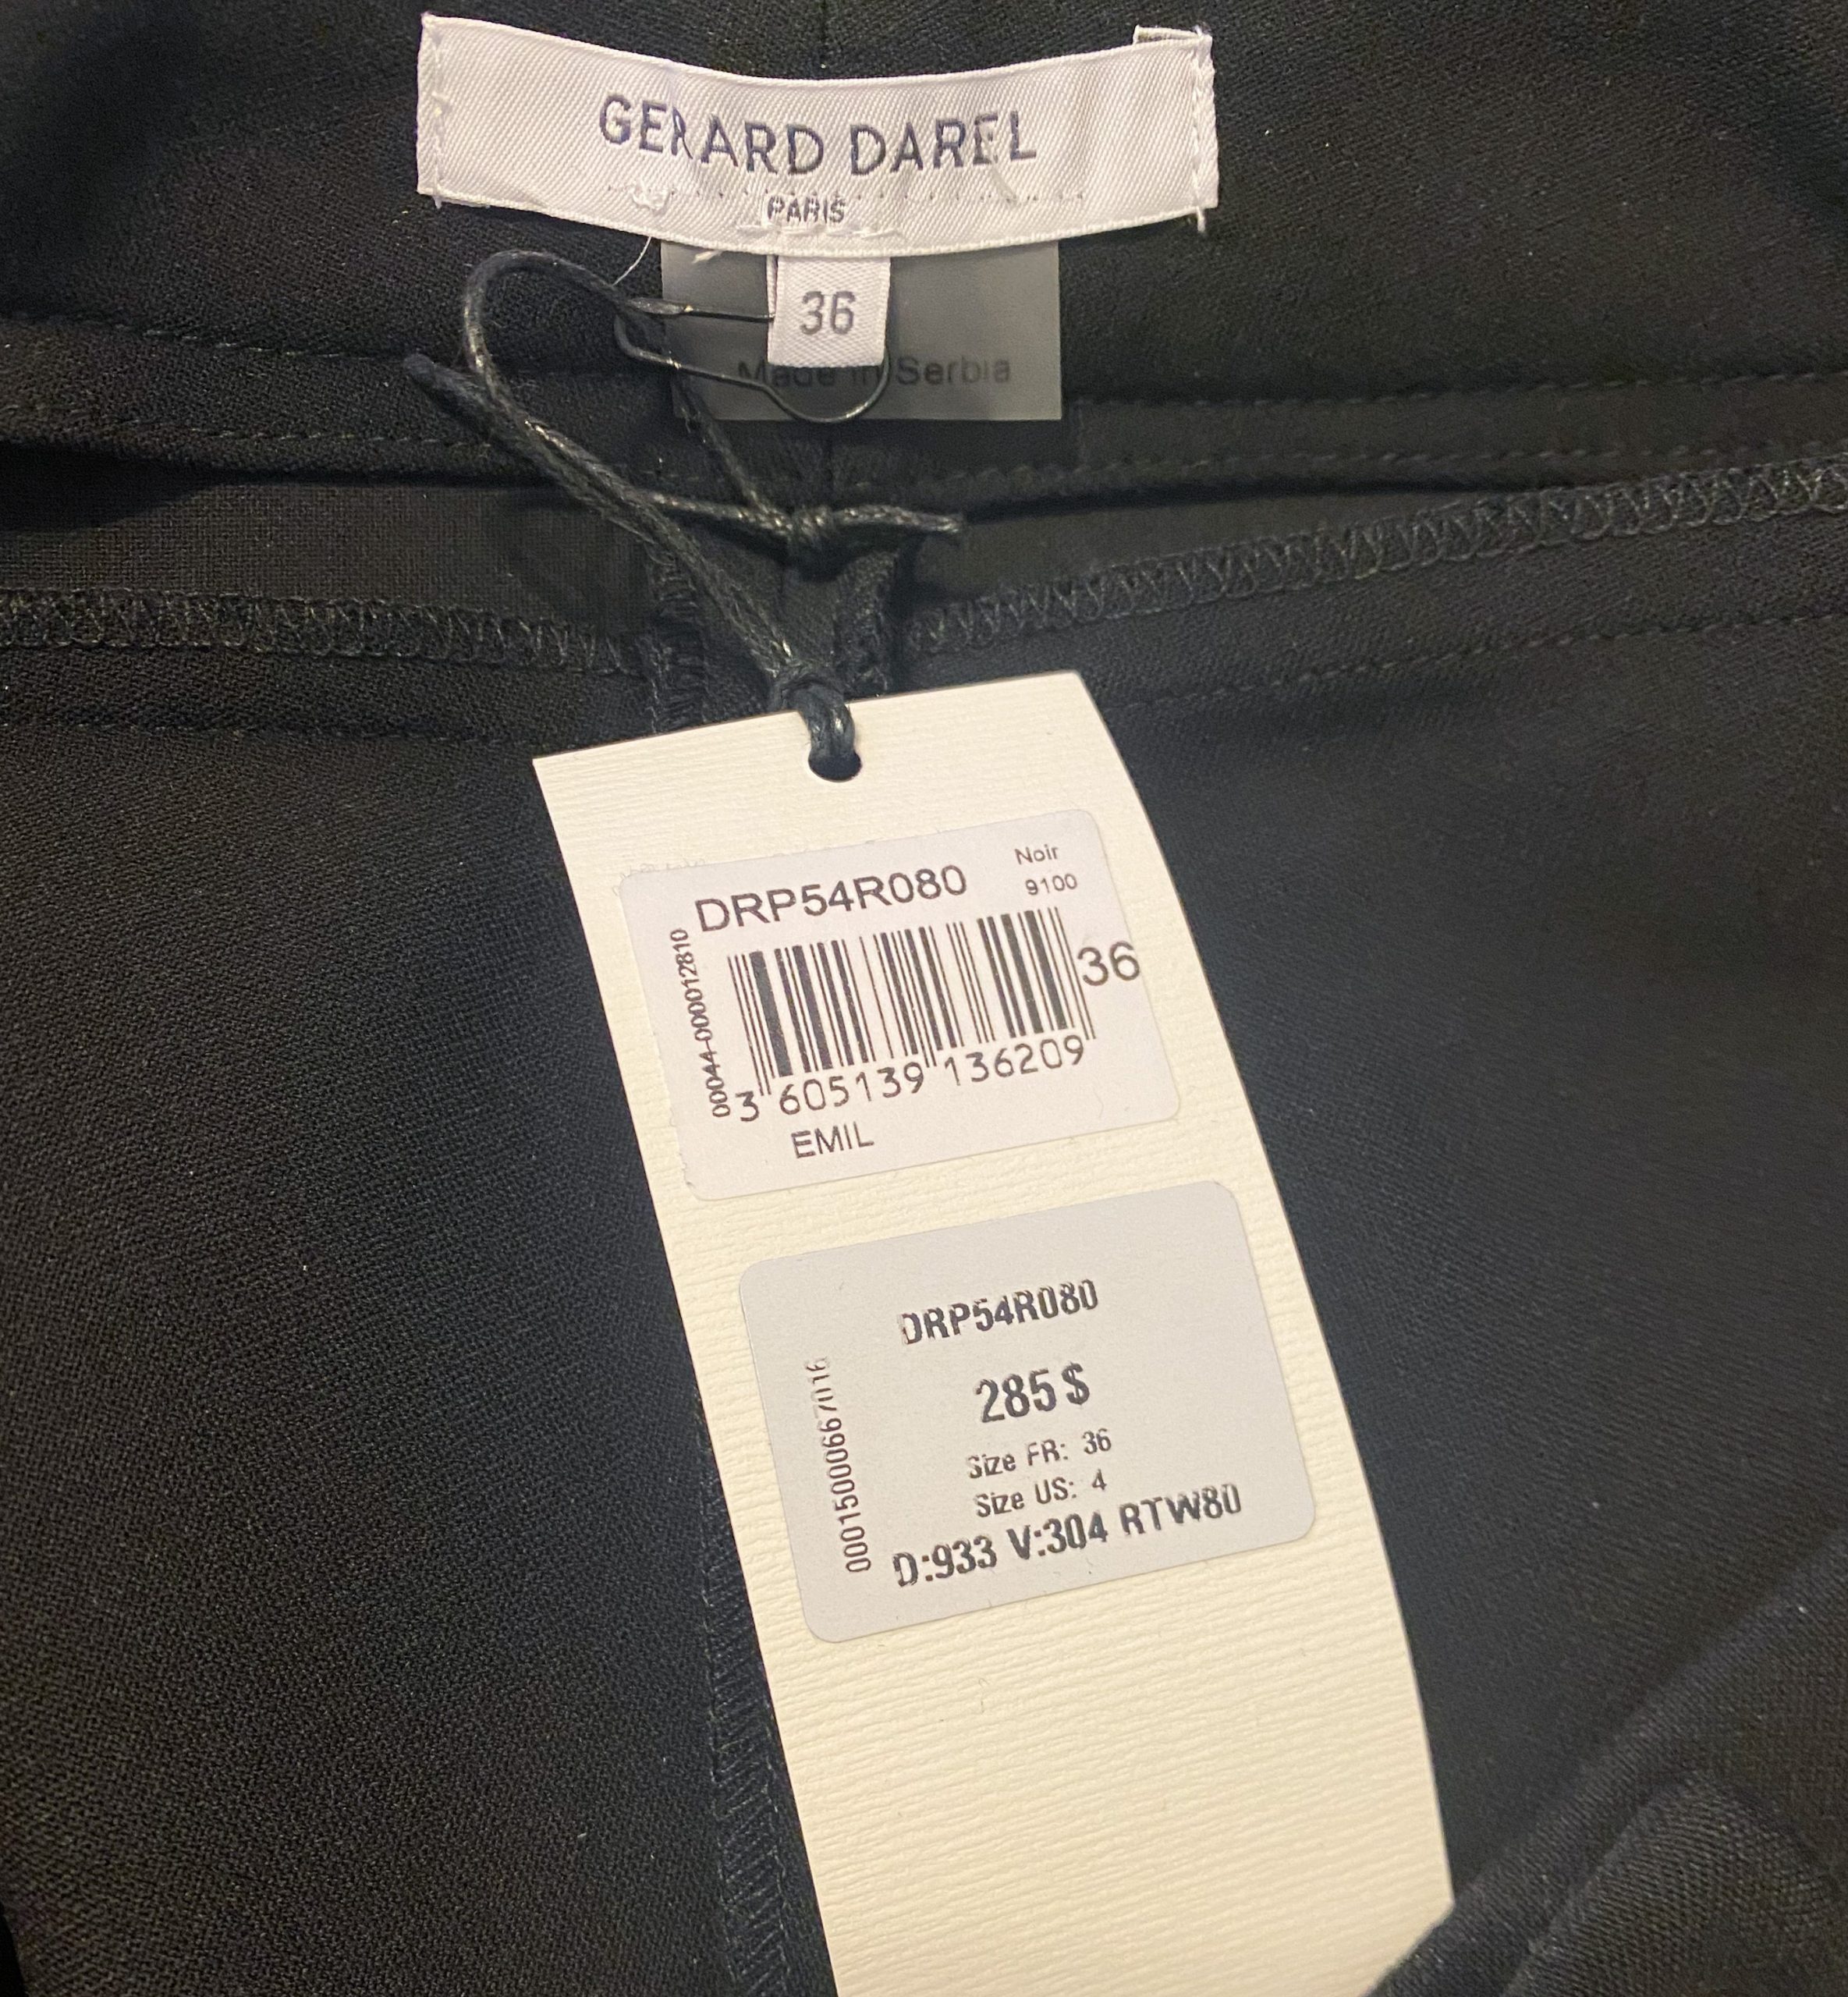 GERARD DAREL
PARIS
36
Made in Serbia
DRP54R080
Noir
9100
00044-000012810
36
3 605139 136209
EMIL
DRP54R080
285$
Size FR: 36
Size US: 4
D:933 V:304 RTW80
00015000667016